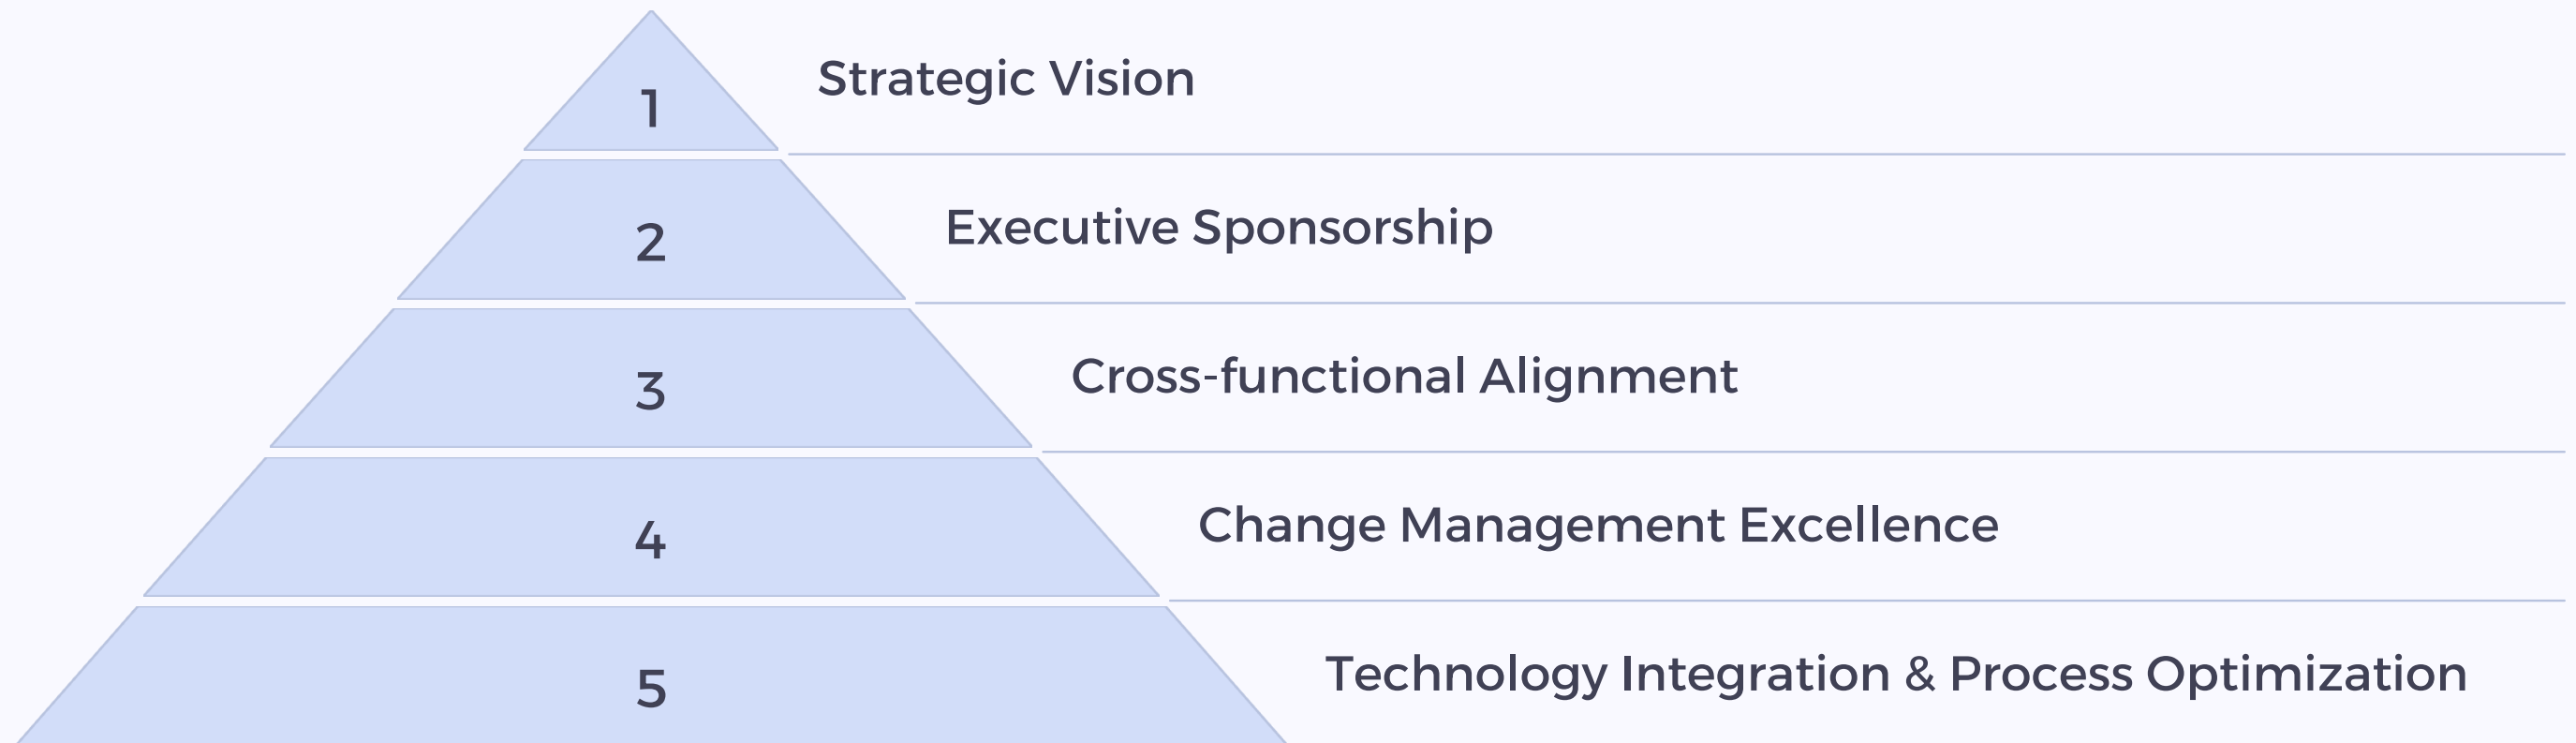 1
Strategic Vision
2
Executive Sponsorship
3
Cross-functional Alignment
4
Change Management Excellence
5
Technology Integration & Process Optimization